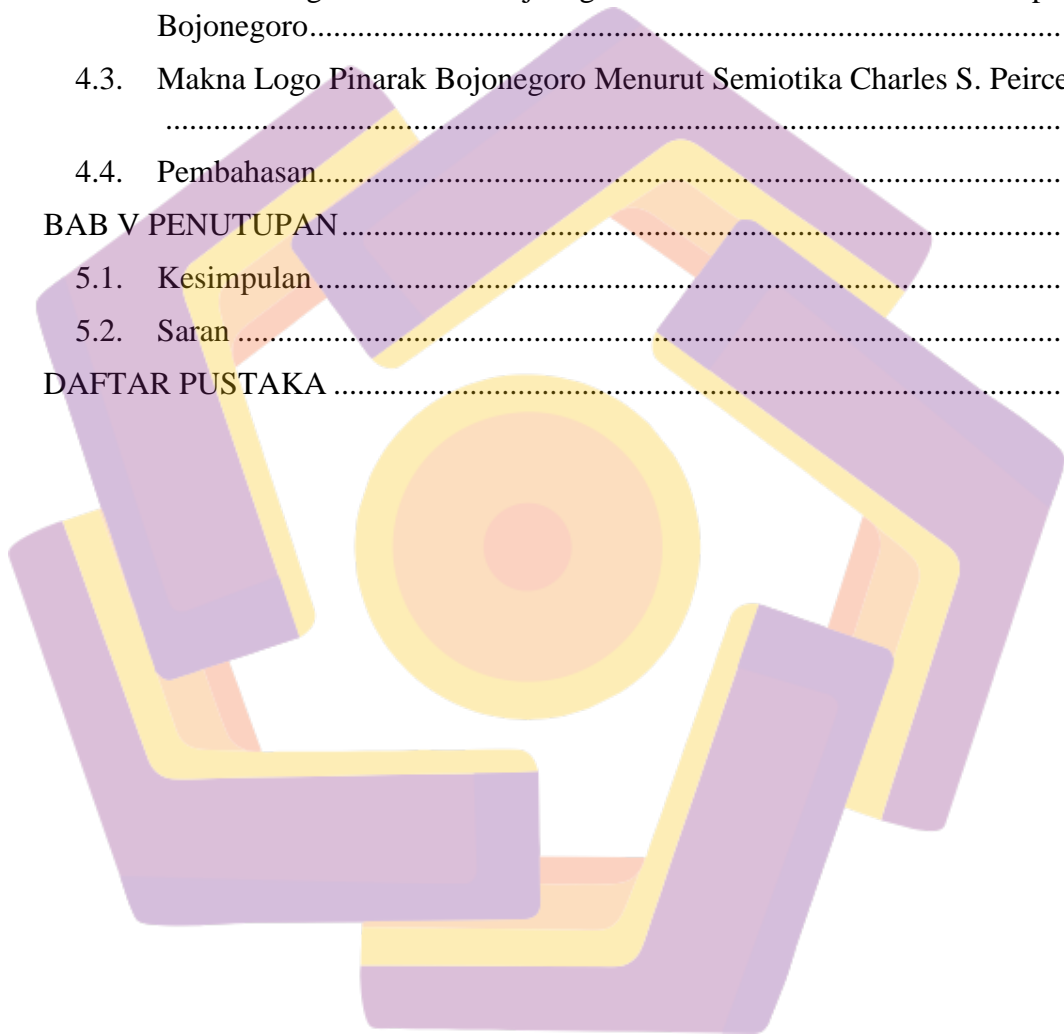 Bojonegoro
4.3. Makna Logo Pinarak Bojonegoro Menurut Semiotika Charles S. Peirce
4.4. Pembahasan
BAB V PENUTUPAN
5.1. Kesimpulan
5.2. Saran
DAFTAR PUSTAKA